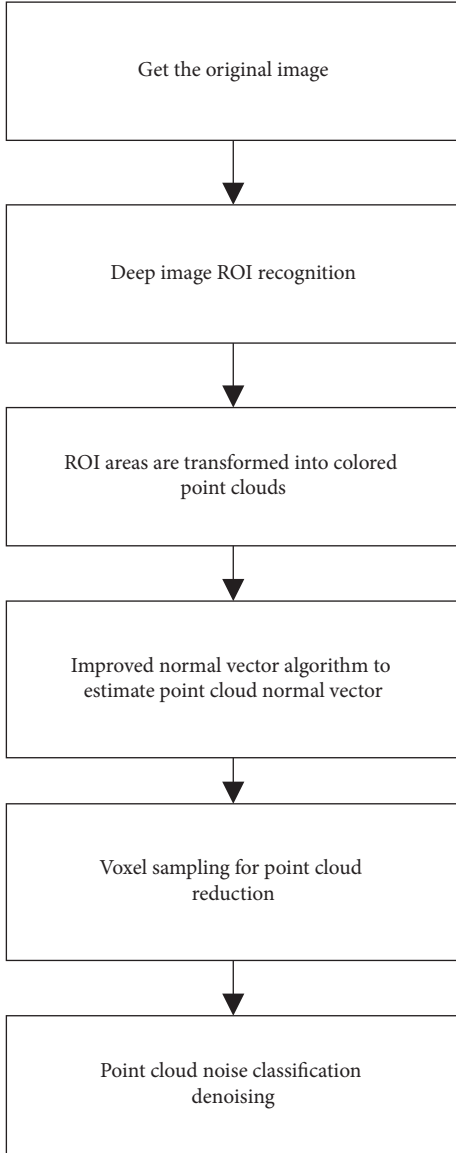 Get the original image
Deep image ROI recognition
ROI areas are transformed into colored
point clouds
Improved normal vector algorithm to
estimate point cloud normal vector
Voxel sampling for point cloud
reduction
Point cloud noise classification
denoising